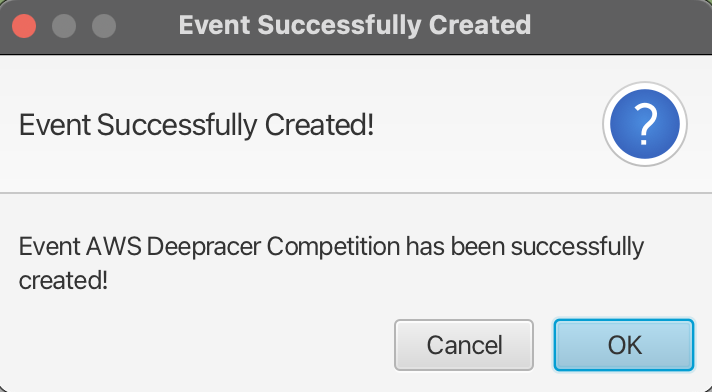 Event Successfully Created
Event Successfully Created!
?
Event AWS Deepracer Competition has been successfully
created!
Cancel
OK